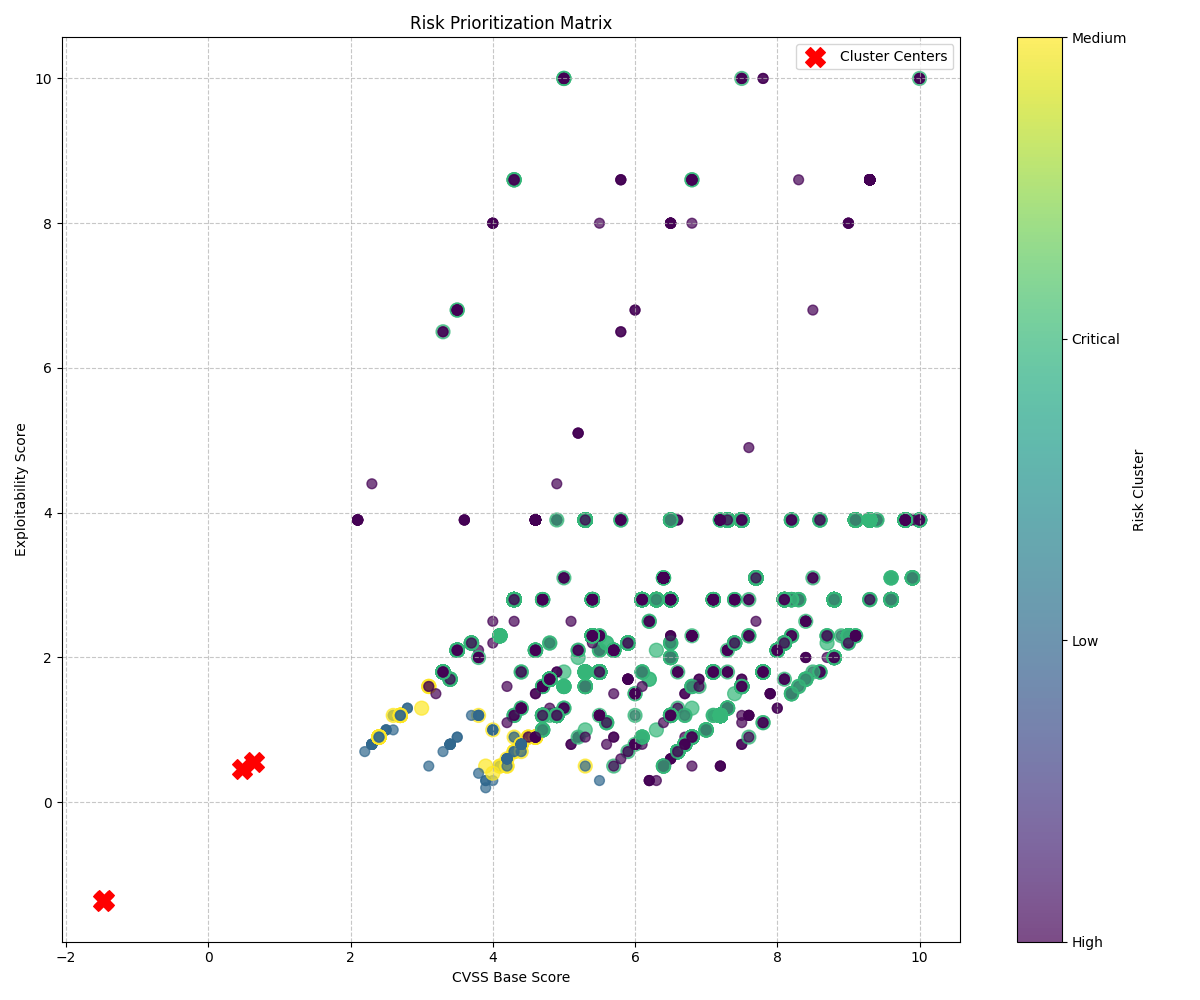 Risk Prioritization Matrix
Cluster Centers
10
8
6
4
2
0
Exploitability Score
−2
0
2
4
6
8
10
CVSS Base Score
Medium
Critical
Low
High
Risk Cluster